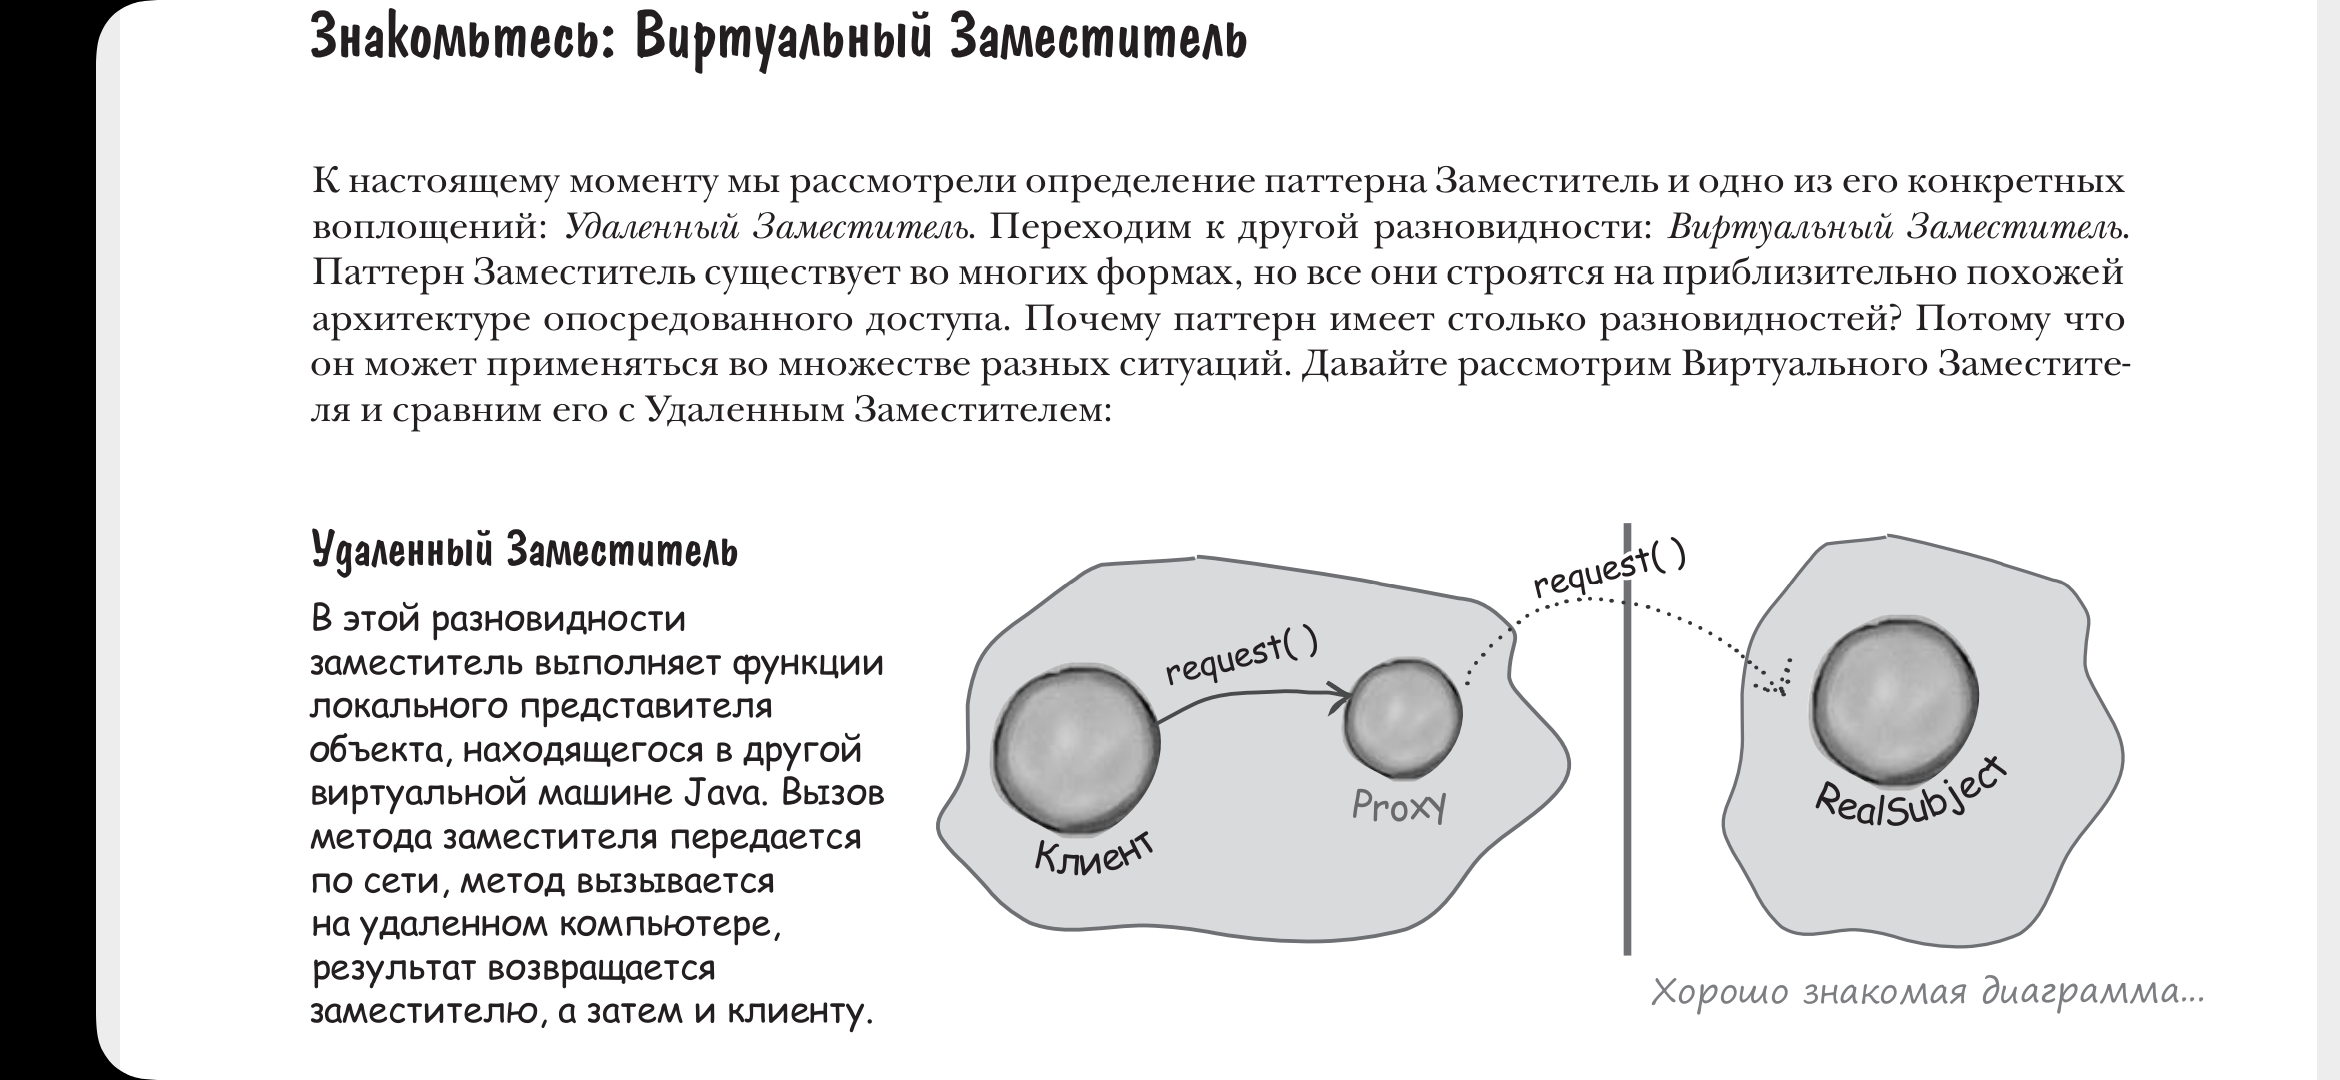 Знакомьтесь: Виртуальный Заместитель
К настоящему моменту мы рассмотрели определение паттерна Заместитель и одно из его конкретных
воплощений: Удаленный Заместитель. Переходим к другой разновидности: Виртуальный Заместитель.
Паттерн Заместитель существует во многих формах, но все они строятся на приблизительно похожей
архитектуре опосредованного доступа. Почему паттерн имеет столько разновидностей? Потому что
он может применяться во множестве разных ситуаций. Давайте рассмотрим Виртуального Заместите-
ля и сравним его с Удаленным Заместителем:
Удаленный Заместитель
В этой разновидности
заместитель выполняет функции
локального представителя
объекта, находящегося в другой
виртуальной машине Java. Вызов
метода заместителя передается
по сети, метод вызывается
на удаленном компьютере,
результат возвращается
заместителю, а затем и клиенту.
request( )
request( )
Клиент
Proxy
RealSubject
Хорошо знакомая диаграмма...